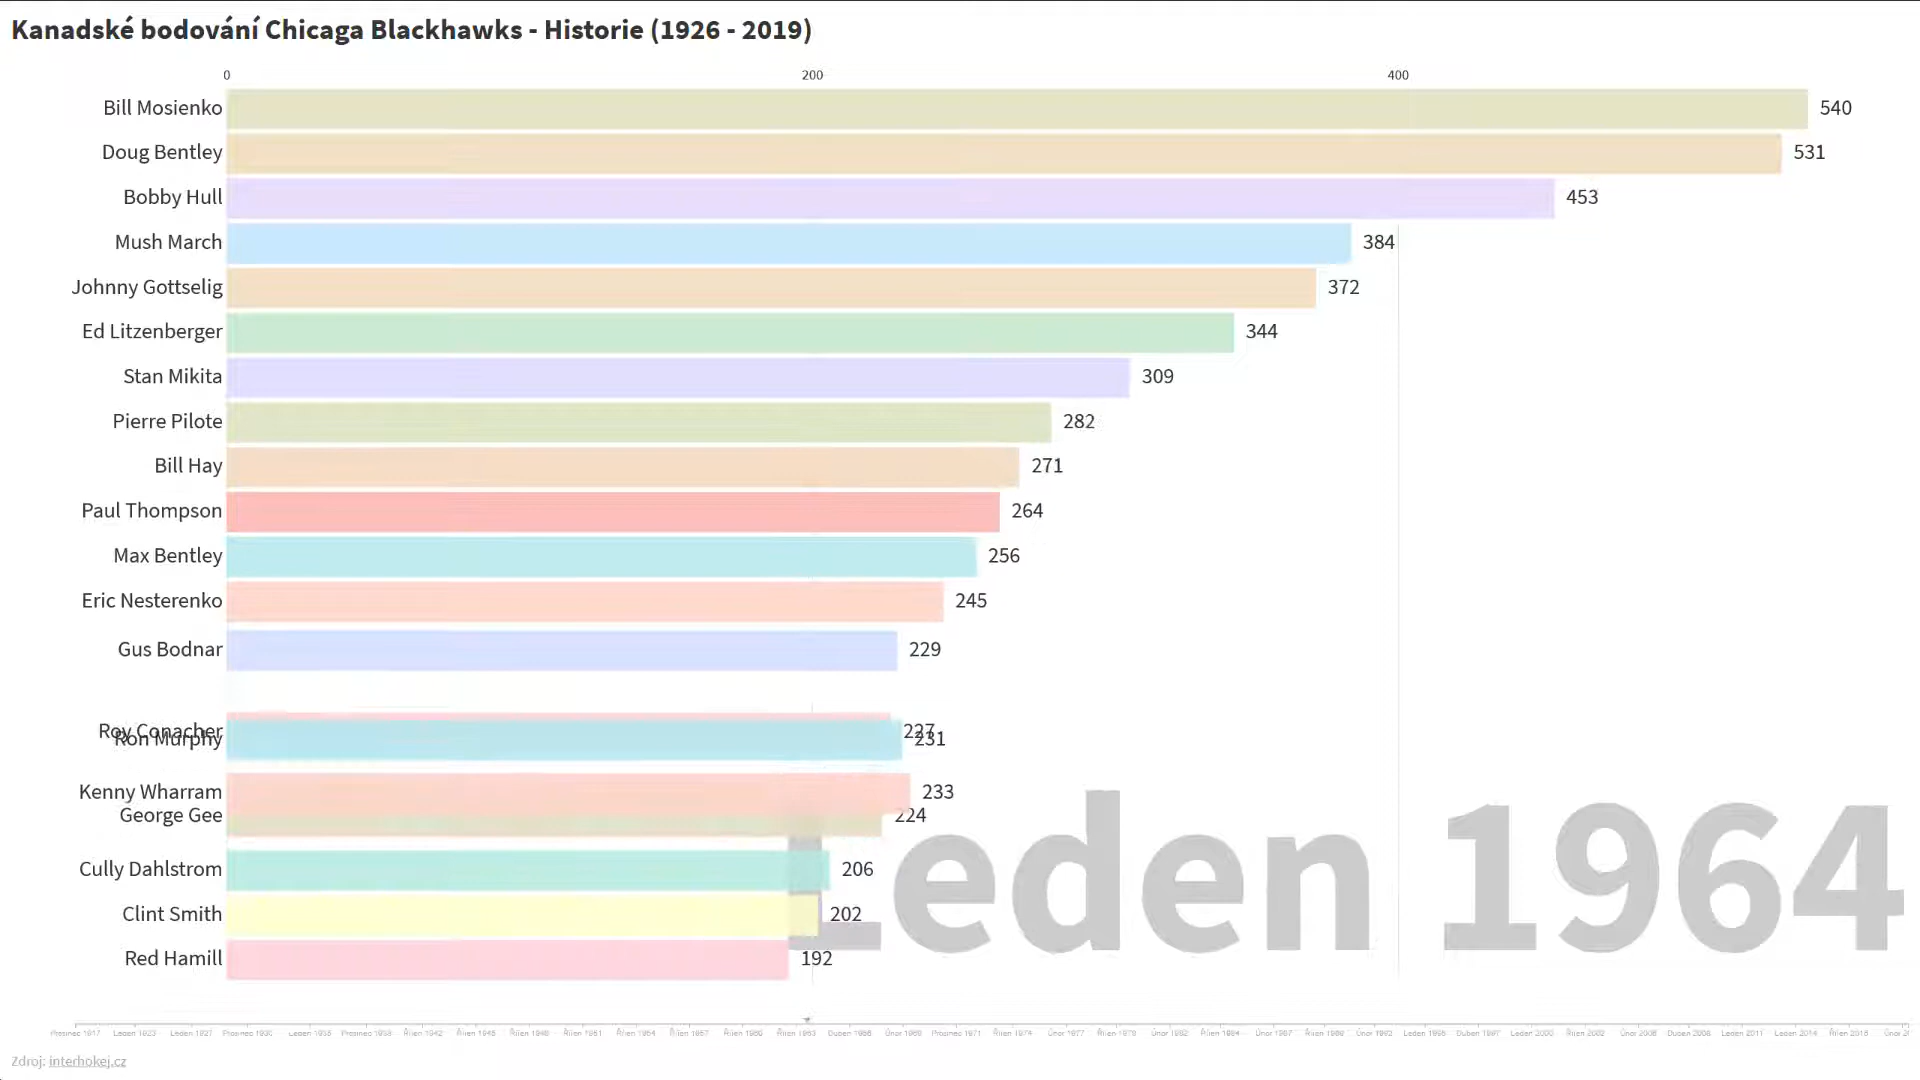 Kanadské bodování Chicaga Blackhawks - Historie (1926 - 2019)
0 200 400
Bill Mosienko 540
Doug Bentley 531
Bobby Hull 453
Mush March 384
Johnny Gottselig 372
Ed Litzenberger 344
Stan Mikita 309
Pierre Pilote 282
Bill Hay 271
Paul Thompson 264
Max Bentley 256
Eric Nesterenko 245
Gus Bodnar 229
Roy Conacher 227
Ron Murphy 231
Kenny Wharram 233
George Gee 224
Cully Dahlstrom 206
Clint Smith 202
Red Hamill 192
Leden 1964
Zdroj: interhokej.cz